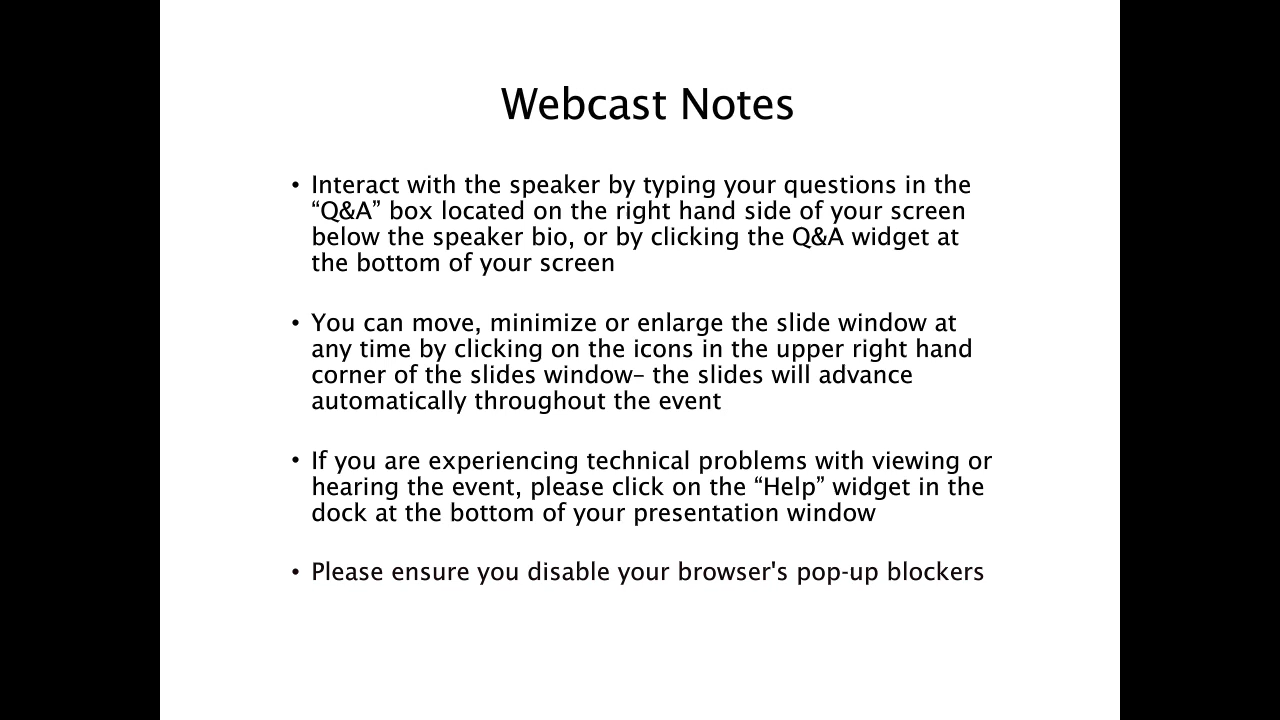 Webcast Notes
• Interact with the speaker by typing your questions in the
“Q&A” box located on the right hand side of your screen
below the speaker bio, or by clicking the Q&A widget at
the bottom of your screen
• You can move, minimize or enlarge the slide window at
any time by clicking on the icons in the upper right hand
corner of the slides window– the slides will advance
automatically throughout the event
• If you are experiencing technical problems with viewing or
hearing the event, please click on the “Help” widget in the
dock at the bottom of your presentation window
• Please ensure you disable your browser's pop-up blockers